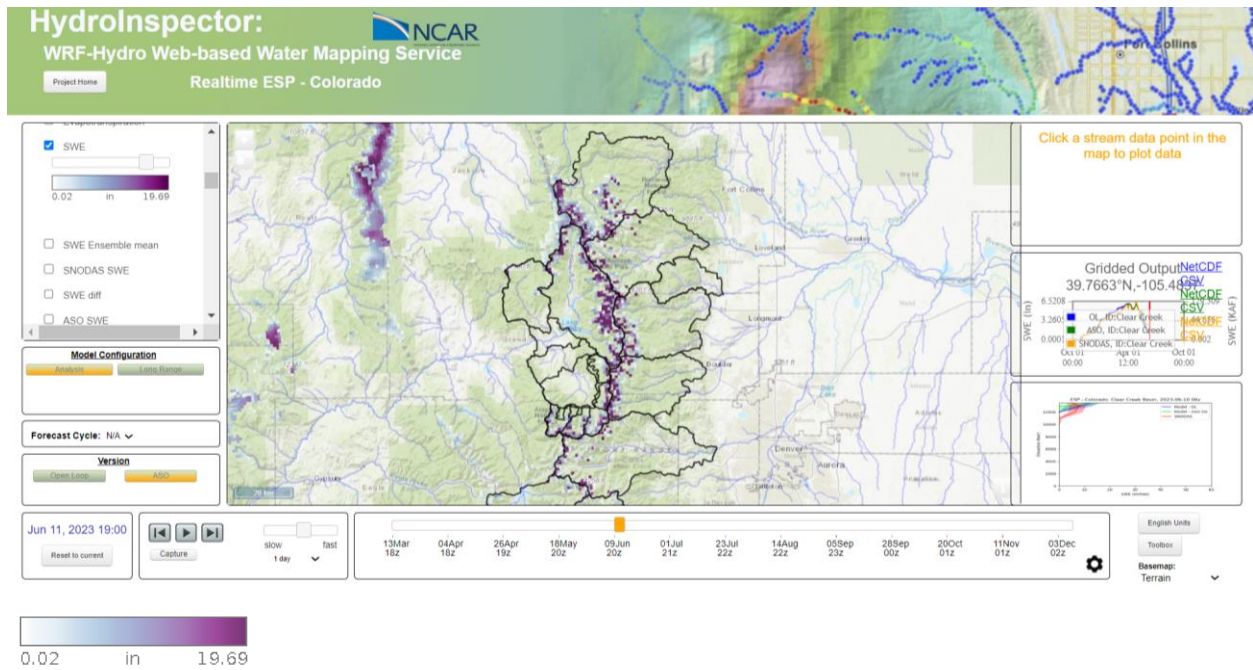 HydroInspector:
NCAR
WRF-Hydro Web-based Water Mapping
Service
Project Home
Realtime ESP - Colorado
Fort Collins
Evapotranspiration
SWE
0.02 in 19.69
SWE Ensemble mean
SNODAS SWE
SWE diff
ASO SWE
Model Configuration
Analysis Long Range
Forecast Cycle: N/A
Version
Open Loop ASO
Fort Collins
Loveland
Greeley
Longmont
Boulder
Denver
Aurora
Click a stream data point in the
map to plot data
Gridded Output
39.7663°N,-105.48
NetCDF
CSV
NetCDF
CSV
NetCDF
CSV
SWE (in)
6.5208
3.2605
0.0001
OL, ID:Clear Creek
ASO, ID:Clear Creek
SNODAS, ID:Clear Creek
SWE (KAF)
Oct 01
00:00
Apr 01
12:00
Oct 01
00:00
Jun 11, 2023 19:00
Reset to current
Capture
slow fast
1 day
13Mar 04Apr 26Apr 18May 09Jun 01Jul 23Jul 14Aug 05Sep 28Sep 20Oct 11Nov 03Dec
18z 18z 19z 20z 20z 21z 22z 22z 23z 00z 01z 01z 02z
English Units
Toolbox
Basemap:
Terrain
0.02 in 19.69